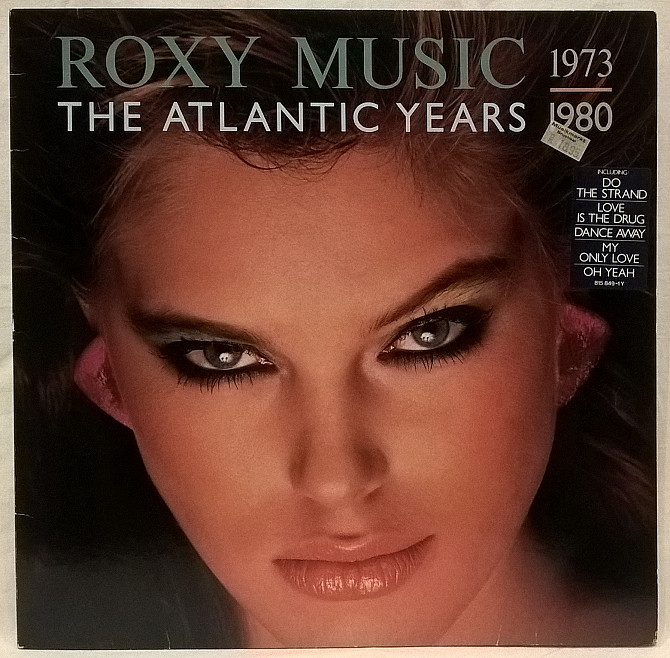 ROXY MUSIC 1973
THE ATLANTIC YEARS 1980
INCLUDING:
DO
THE STRAND
LOVE
IS THE DRUG
DANCE AWAY
MY
ONLY LOVE
OH YEAH
815 849-1Y